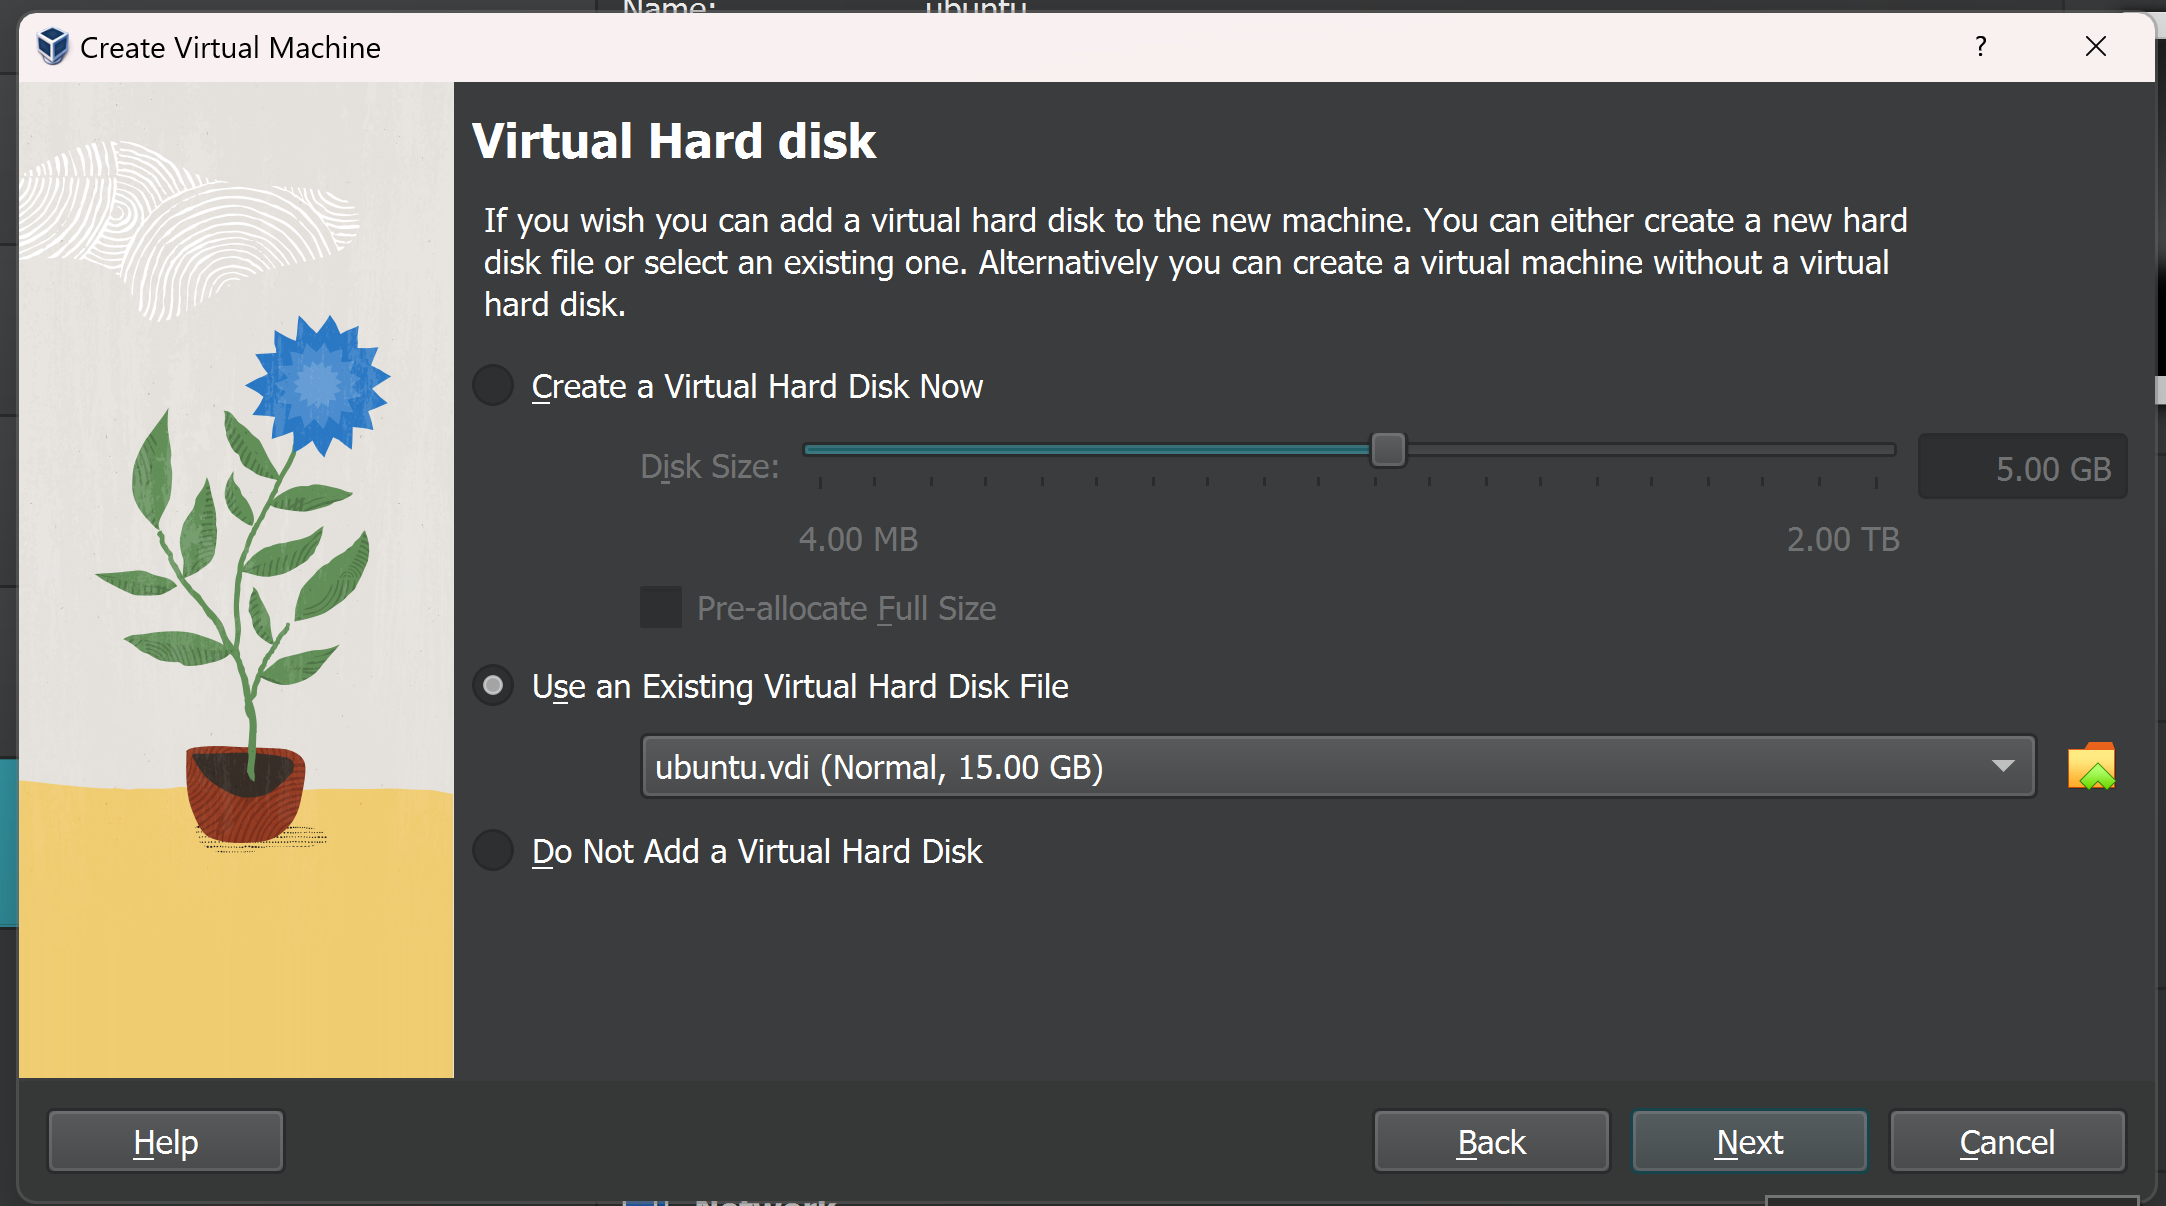 Name: ubuntu
Create Virtual Machine ?
Virtual Hard disk
If you wish you can add a virtual hard disk to the new machine. You can either create a new hard
disk file or select an existing one. Alternatively you can create a virtual machine without a virtual
hard disk.
Create a Virtual Hard Disk Now
Disk Size: 5.00 GB
4.00 MB 2.00 TB
Pre-allocate Full Size
Use an Existing Virtual Hard Disk File
ubuntu.vdi (Normal, 15.00 GB)
Do Not Add a Virtual Hard Disk
Help Back Next Cancel
Network